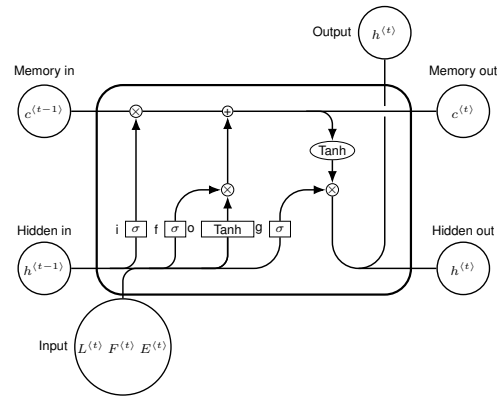 Output
h⟨t⟩
Memory in
Memory out
c⟨t−1⟩
⊗
⊕
c⟨t⟩
Tanh
⊗
⊗
i σ f σ o Tanh g σ
Hidden in
Hidden out
h⟨t−1⟩
h⟨t⟩
Input
L⟨t⟩ F⟨t⟩ E⟨t⟩